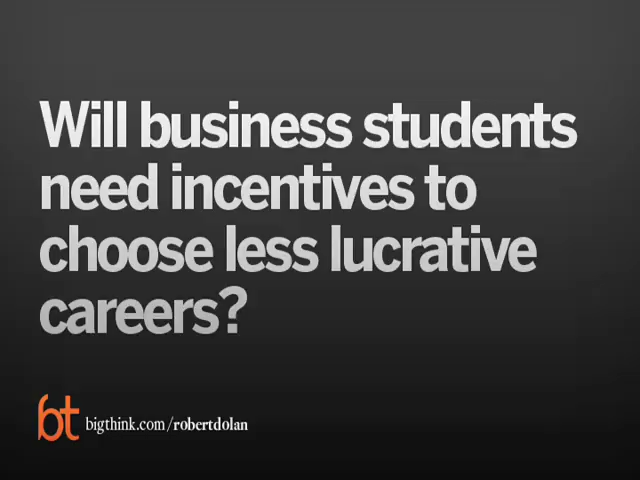 Will business students
need incentives to
choose less lucrative
careers?
bt bigthink.com/robertdolan